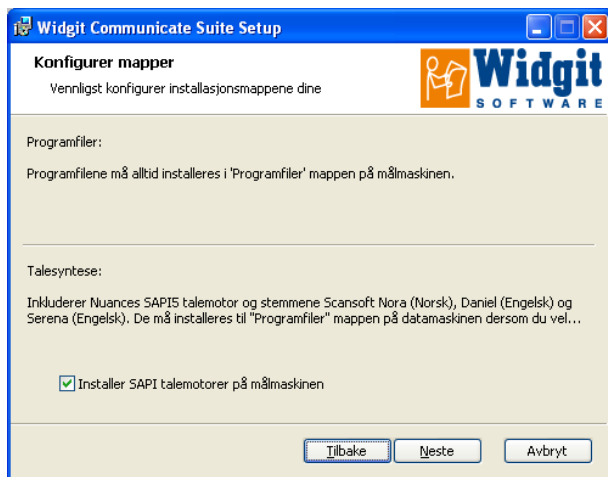 Widgit Communicate Suite Setup
Konfigurer mapper
Vennligst konfigurer installasjonsmappene dine
Widgit
SOFTWARE
Programfiler:
Programfilene må alltid installeres i 'Programfiler' mappen på målmaskinen.
Talesyntese:
Inkluderer Nuances SAPI5 talemotor og stemmene Scansoft Nora (Norsk), Daniel (Engelsk) og
Serena (Engelsk). De må installeres til "Programfiler" mappen på datamaskinen dersom du vel...
Installer SAPI talemotorer på målmaskinen
Tilbake
Neste
Avbryt